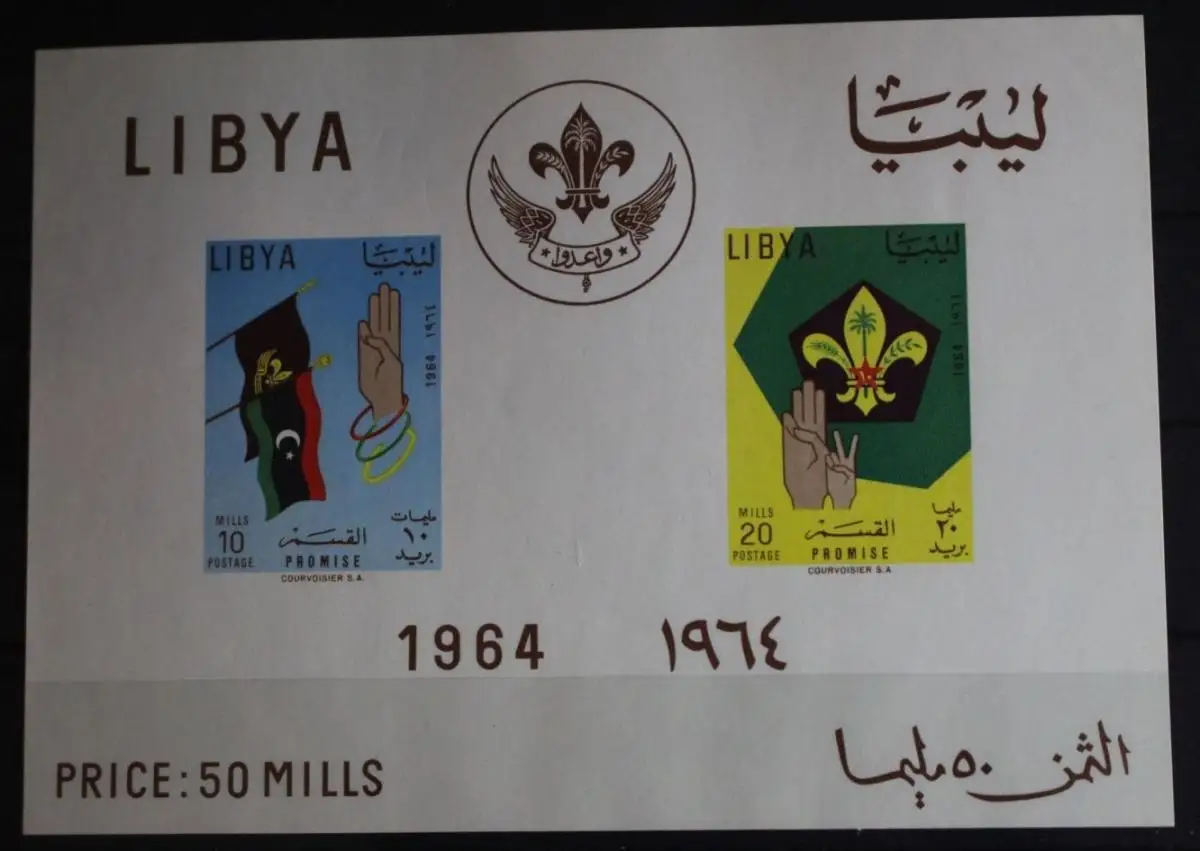 LIBYA
ليبيا
وأعدوا
LIBYA ليبيا
1964 ١٩٦٤
MILLS
10
POSTAGE
القسم
PROMISE
مليمات
١٠
بريد
COURVOISIER S.A.
LIBYA ليبيا
1964 ١٩٦٤
MILLS
20
POSTAGE
القسم
PROMISE
مليما
٢٠
بريد
COURVOISIER S.A.
1964 ١٩٦٤
PRICE: 50 MILLS
الثمن ٥٠ مليما